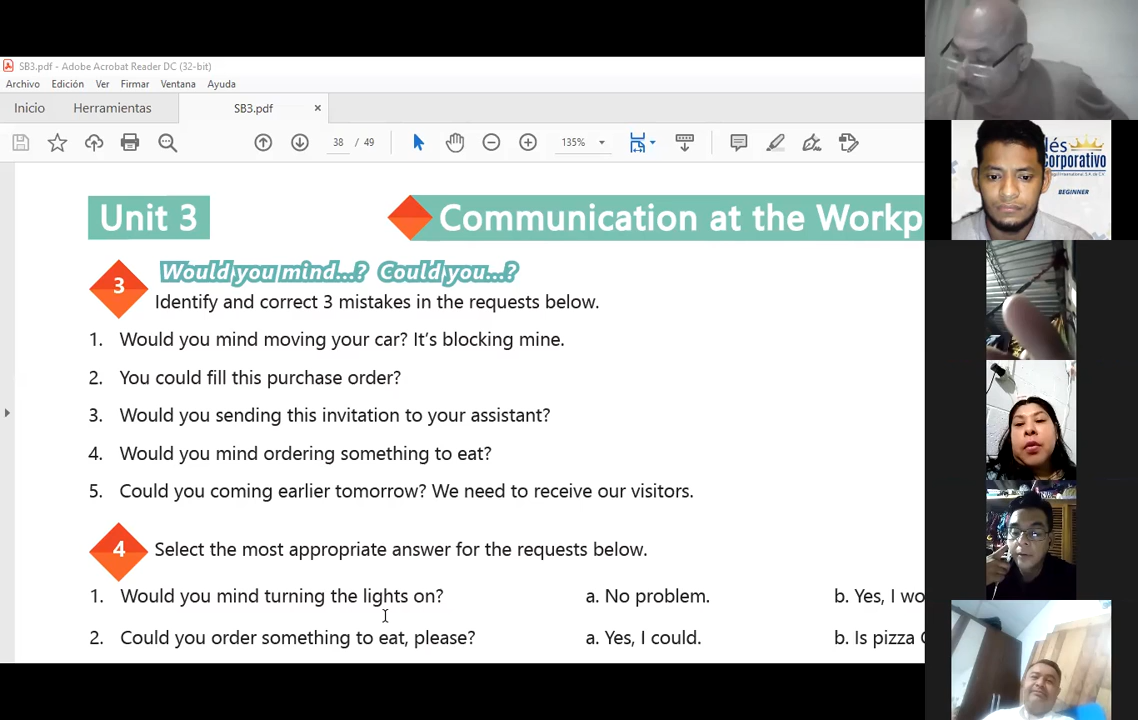 SB3.pdf - Adobe Acrobat Reader DC (32-bit)
Archivo Edición Ver Firmar Ventana Ayuda
Inicio Herramientas SB3.pdf ×
38 / 49 135%
Unit 3 Communication at the Workp
3 Would you mind...? Could you...?
Identify and correct 3 mistakes in the requests below.
1. Would you mind moving your car? It's blocking mine.
2. You could fill this purchase order?
3. Would you sending this invitation to your assistant?
4. Would you mind ordering something to eat?
5. Could you coming earlier tomorrow? We need to receive our visitors.
4 Select the most appropriate answer for the requests below.
1. Would you mind turning the lights on? a. No problem. b. Yes, I wo
2. Could you order something to eat, please? a. Yes, I could. b. Is pizza
lés
Corporativo
BEGINNER